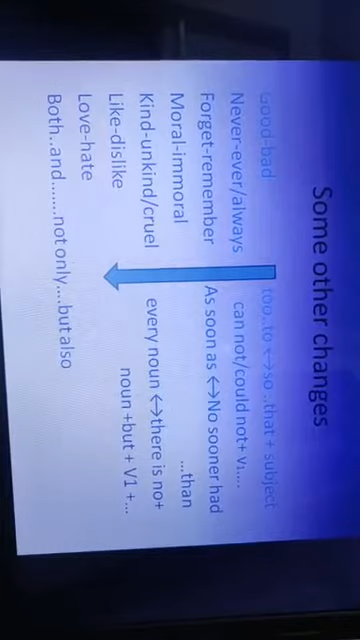 Some other changes
Good-bad
Never-ever/always
Forget-remember
Moral-immoral
Kind-unkind/cruel
Like-dislike
Love-hate
Both..and.......not only....but also
too..to <->so ..that + subject
can not/could not+ V1....
As soon as <->No sooner had
...than
every noun <->there is no+
noun +but + V1 +...